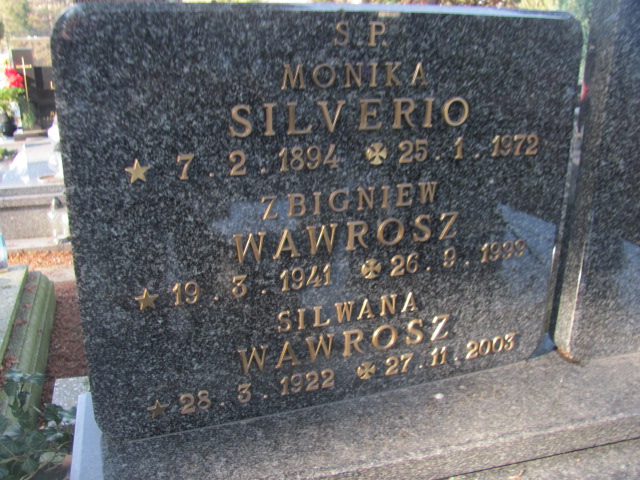 S.P.
MONIKA
SILVERIO
7.2.1894 25.1.1972
ZBIGNIEW
WAWROSZ
19.3.1941 26.9.1999
SILWANA
WAWROSZ
28.3.1922 27.11.2003